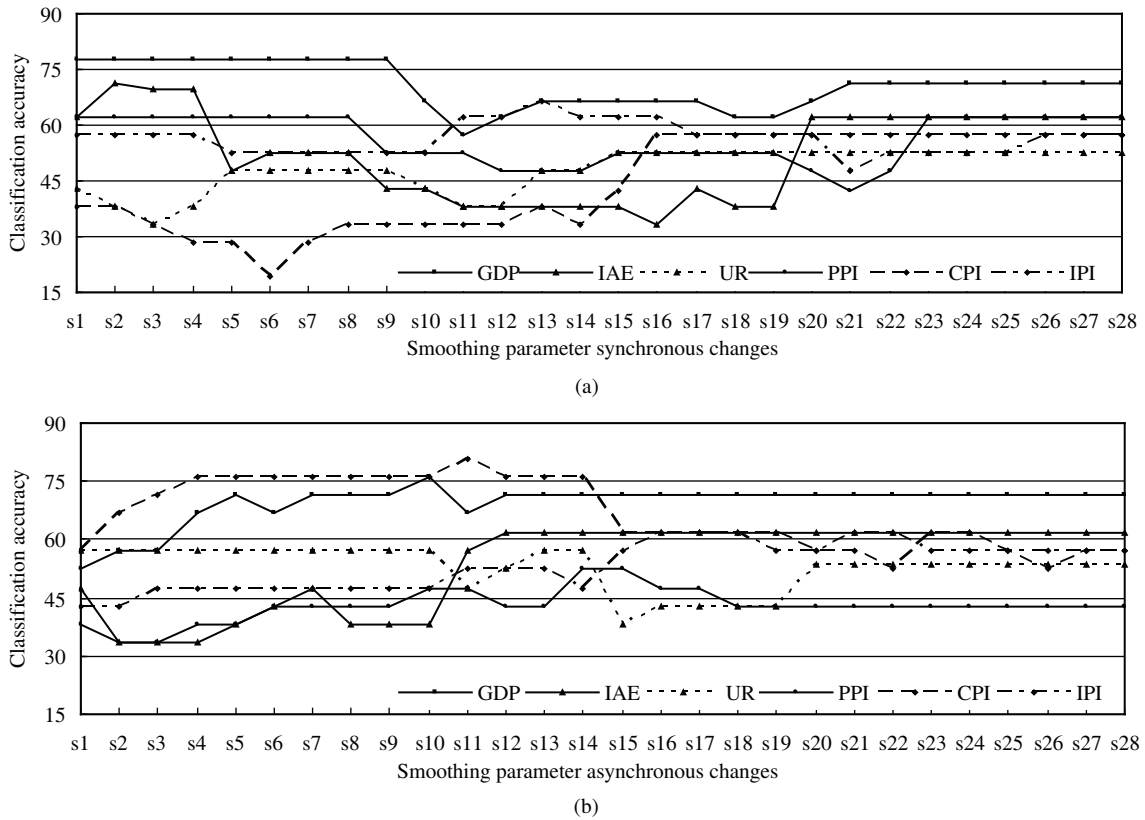 90
75
60
45
30
15
Classification accuracy
GDP IAE UR PPI CPI IPI
s1 s2 s3 s4 s5 s6 s7 s8 s9 s10 s11 s12 s13 s14 s15 s16 s17 s18 s19 s20 s21 s22 s23 s24 s25 s26 s27 s28
Smoothing parameter synchronous changes
(a)
90
75
60
45
30
15
Classification accuracy
GDP IAE UR PPI CPI IPI
s1 s2 s3 s4 s5 s6 s7 s8 s9 s10 s11 s12 s13 s14 s15 s16 s17 s18 s19 s20 s21 s22 s23 s24 s25 s26 s27 s28
Smoothing parameter asynchronous changes
(b)